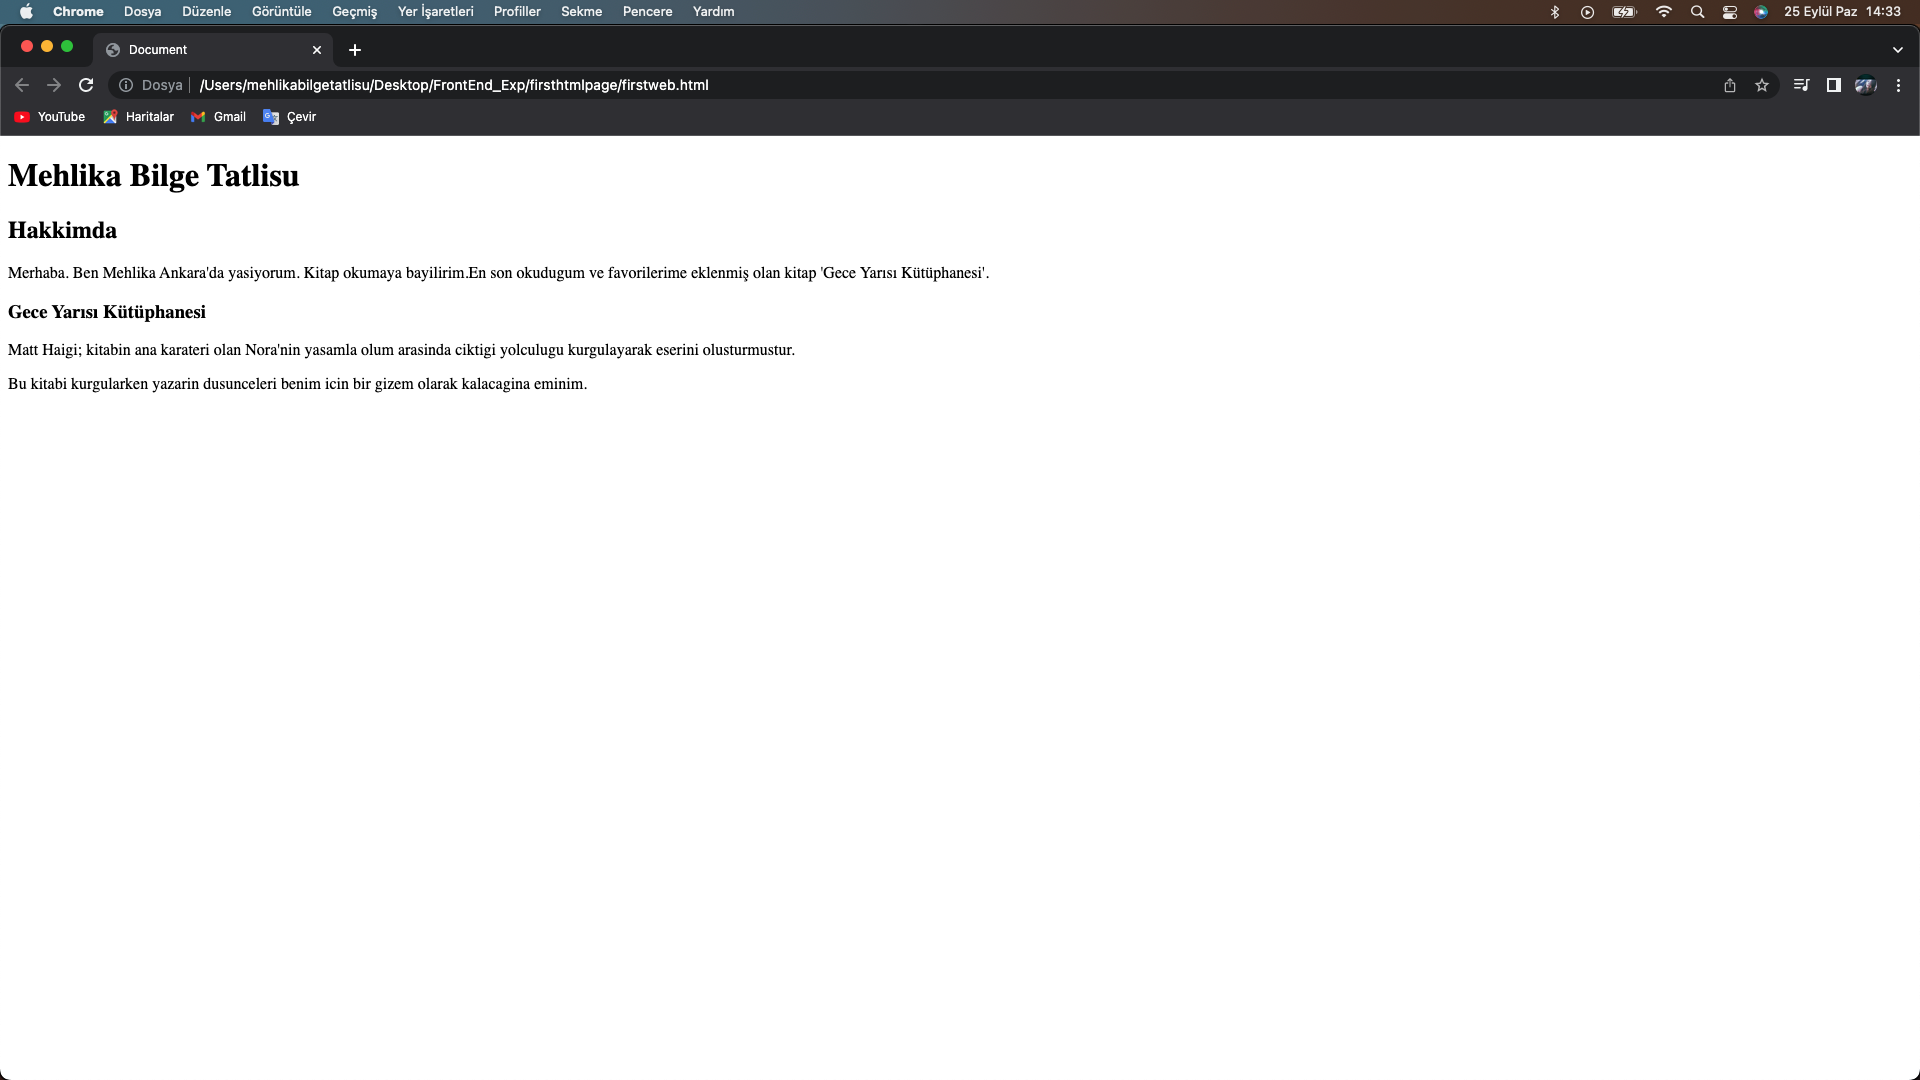 Chrome Dosya Düzenle Görüntüle Geçmiş Yer İşaretleri Profiller Sekme Pencere Yardım 25 Eylül Paz 14:33
Document
Dosya /Users/mehlikabilgetatlisu/Desktop/FrontEnd_Exp/firsthtmlpage/firstweb.html
YouTube Haritalar Gmail Çevir
Mehlika Bilge Tatlisu
Hakkimda
Merhaba. Ben Mehlika Ankara'da yasiyorum. Kitap okumaya bayilirim.En son okudugum ve favorilerime eklenmiş olan kitap 'Gece Yarısı Kütüphanesi'.
Gece Yarısı Kütüphanesi
Matt Haigi; kitabin ana karateri olan Nora'nin yasamla olum arasinda ciktigi yolculugu kurgulayarak eserini olusturmustur.
Bu kitabi kurgularken yazarin dusunceleri benim icin bir gizem olarak kalacagina eminim.